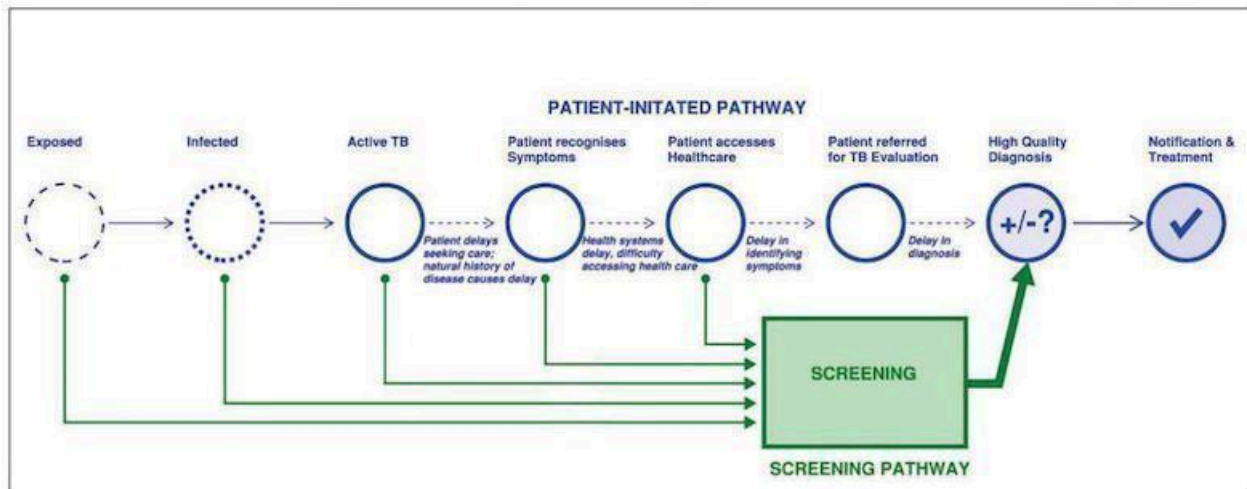 PATIENT-INITATED PATHWAY
Exposed
Infected
Active TB
Patient recognises
Symptoms
Patient accesses
Healthcare
Patient referred
for TB Evaluation
High Quality
Diagnosis
Notification &
Treatment
+/-?
Patient delays
seeking care;
natural history of
disease causes delay
Health systems
delay, difficulty
accessing health care
Delay in
identifying
symptoms
Delay in
diagnosis
SCREENING
SCREENING PATHWAY